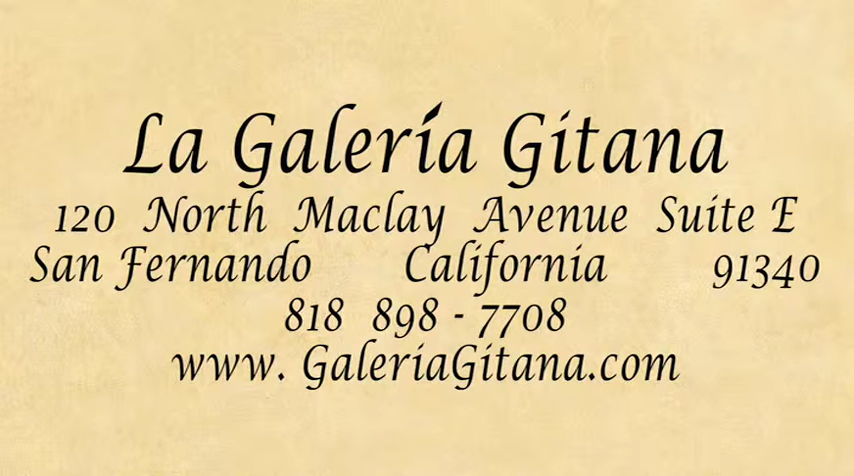 La Galería Gitana
120 North Maclay Avenue Suite E
San Fernando California 91340
818 898 - 7708
www. GaleriaGitana.com